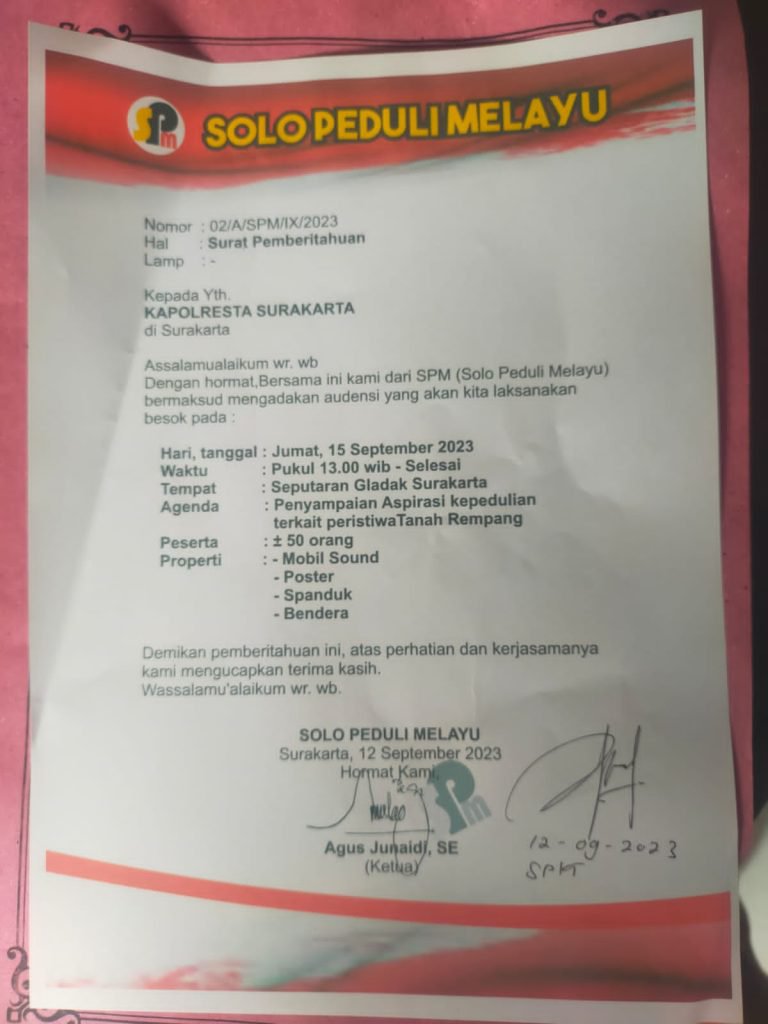 SPm SOLO PEDULI MELAYU
Nomor : 02/A/SPM/IX/2023
Hal : Surat Pemberitahuan
Lamp : -
Kepada Yth.
KAPOLRESTA SURAKARTA
di Surakarta
Assalamualaikum wr. wb
Dengan hormat,Bersama ini kami dari SPM (Solo Peduli Melayu)
bermaksud mengadakan audensi yang akan kita laksanakan
besok pada :
Hari, tanggal : Jumat, 15 September 2023
Waktu : Pukul 13.00 wib - Selesai
Tempat : Seputaran Gladak Surakarta
Agenda : Penyampaian Aspirasi kepedulian
terkait peristiwaTanah Rempang
Peserta : ± 50 orang
Properti : - Mobil Sound
- Poster
- Spanduk
- Bendera
Demikan pemberitahuan ini, atas perhatian dan kerjasamanya
kami mengucapkan terima kasih.
Wassalamu'alaikum wr. wb.
SOLO PEDULI MELAYU
Surakarta, 12 September 2023
Hormat Kami,
Pm
Agus Junaidi, SE
(Ketua)
12-09-2023
SPKT